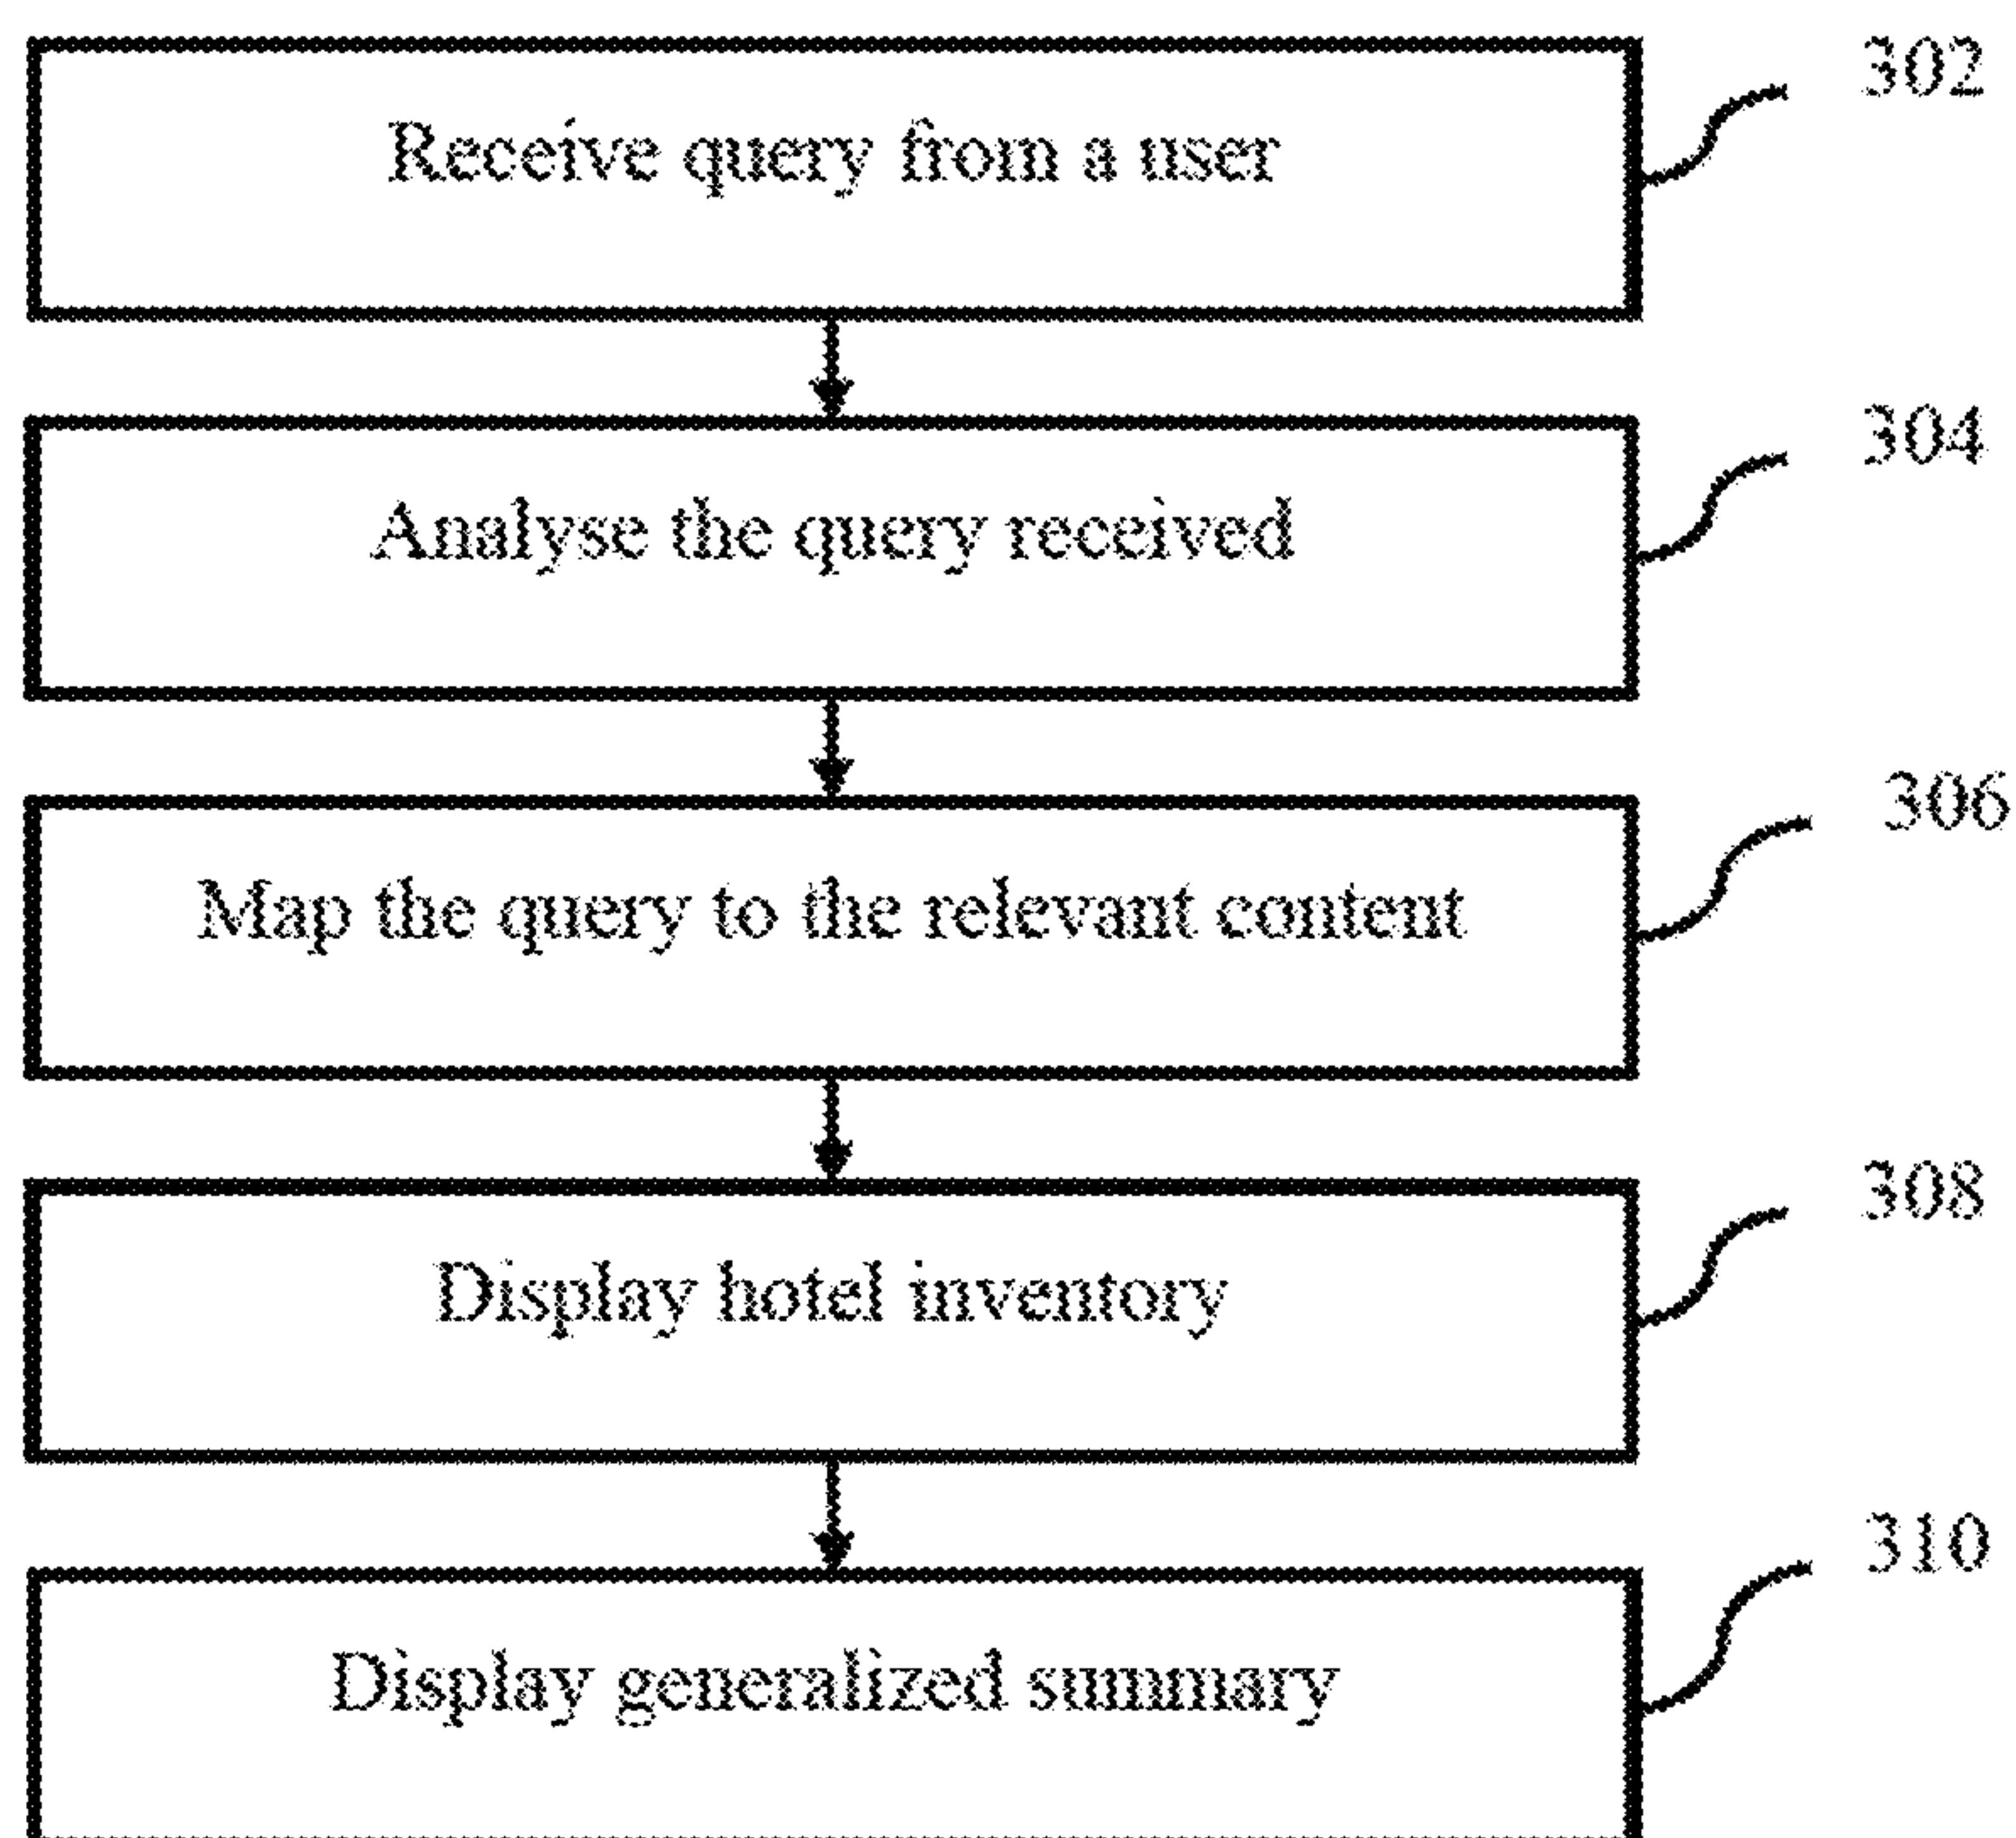 302
Receive query from a user
304
Analyse the query received
306
Map the query to the relevant content
308
Display hotel inventory
310
Display generalized summary